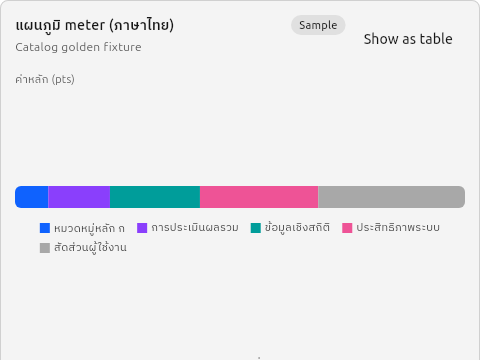 แผนภูมิ meter (ภาษาไทย)
Sample
Show as table
Catalog golden fixture
ค่าหลัก (pts)
หมวดหมู่หลัก ก
การประเมินผลรวม
ข้อมูลเชิงสถิติ
ประสิทธิภาพระบบ
สัดส่วนผู้ใช้งาน